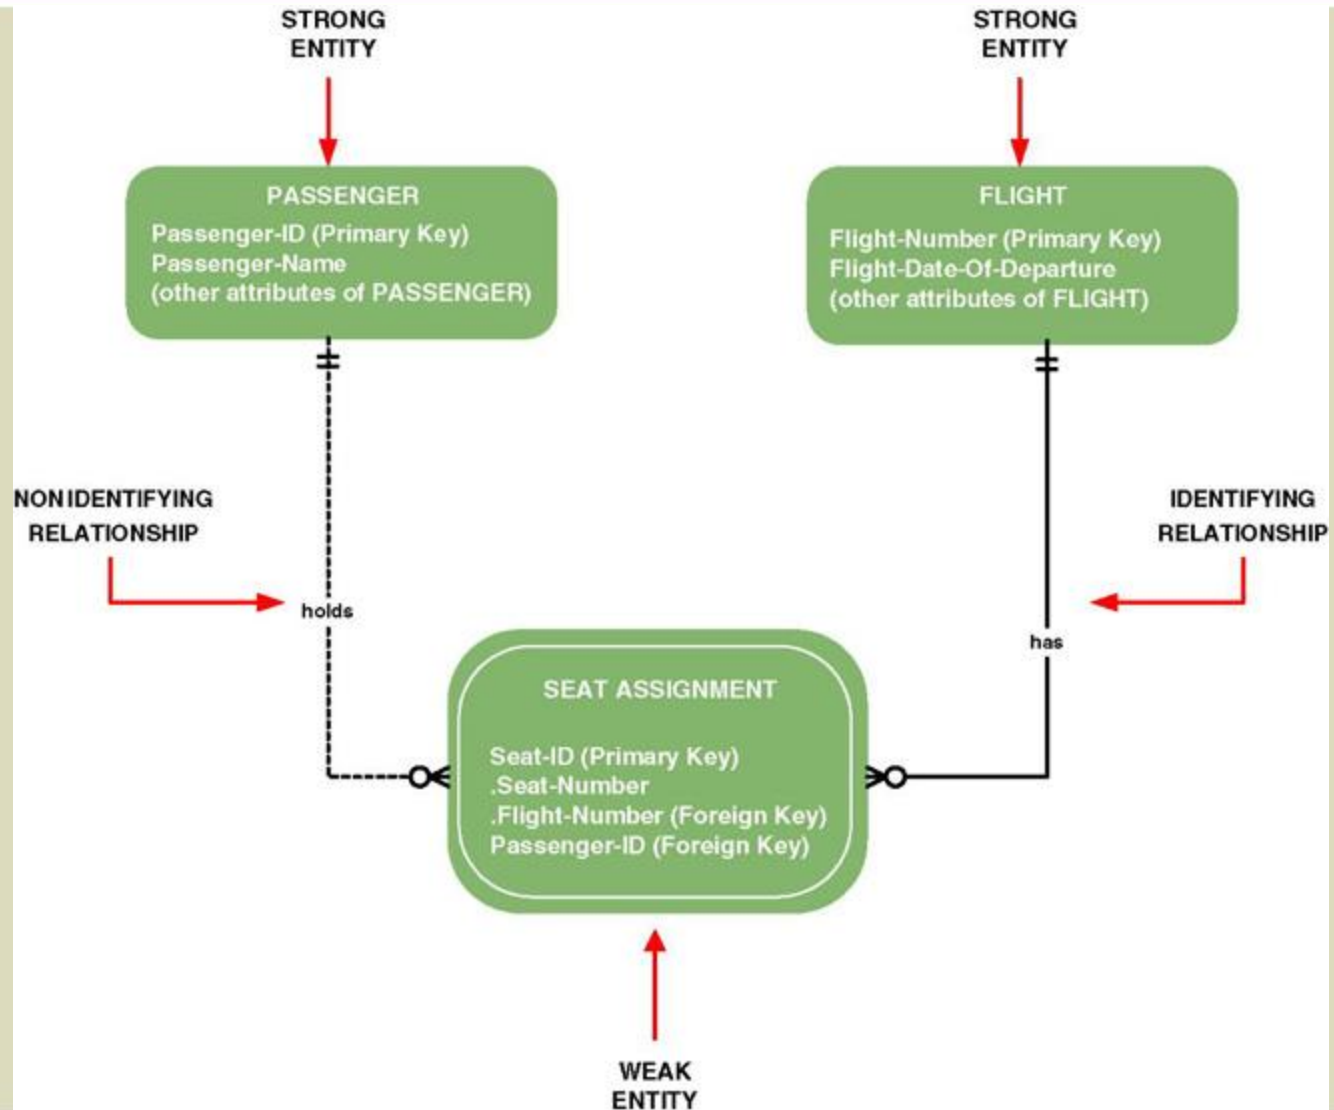 STRONG
ENTITY
STRONG
ENTITY
PASSENGER
Passenger-ID (Primary Key)
Passenger-Name
(other attributes of PASSENGER)
FLIGHT
Flight-Number (Primary Key)
Flight-Date-Of-Departure
(other attributes of FLIGHT)
NONIDENTIFYING
RELATIONSHIP
IDENTIFYING
RELATIONSHIP
holds
has
SEAT ASSIGNMENT
Seat-ID (Primary Key)
.Seat-Number
.Flight-Number (Foreign Key)
Passenger-ID (Foreign Key)
WEAK
ENTITY